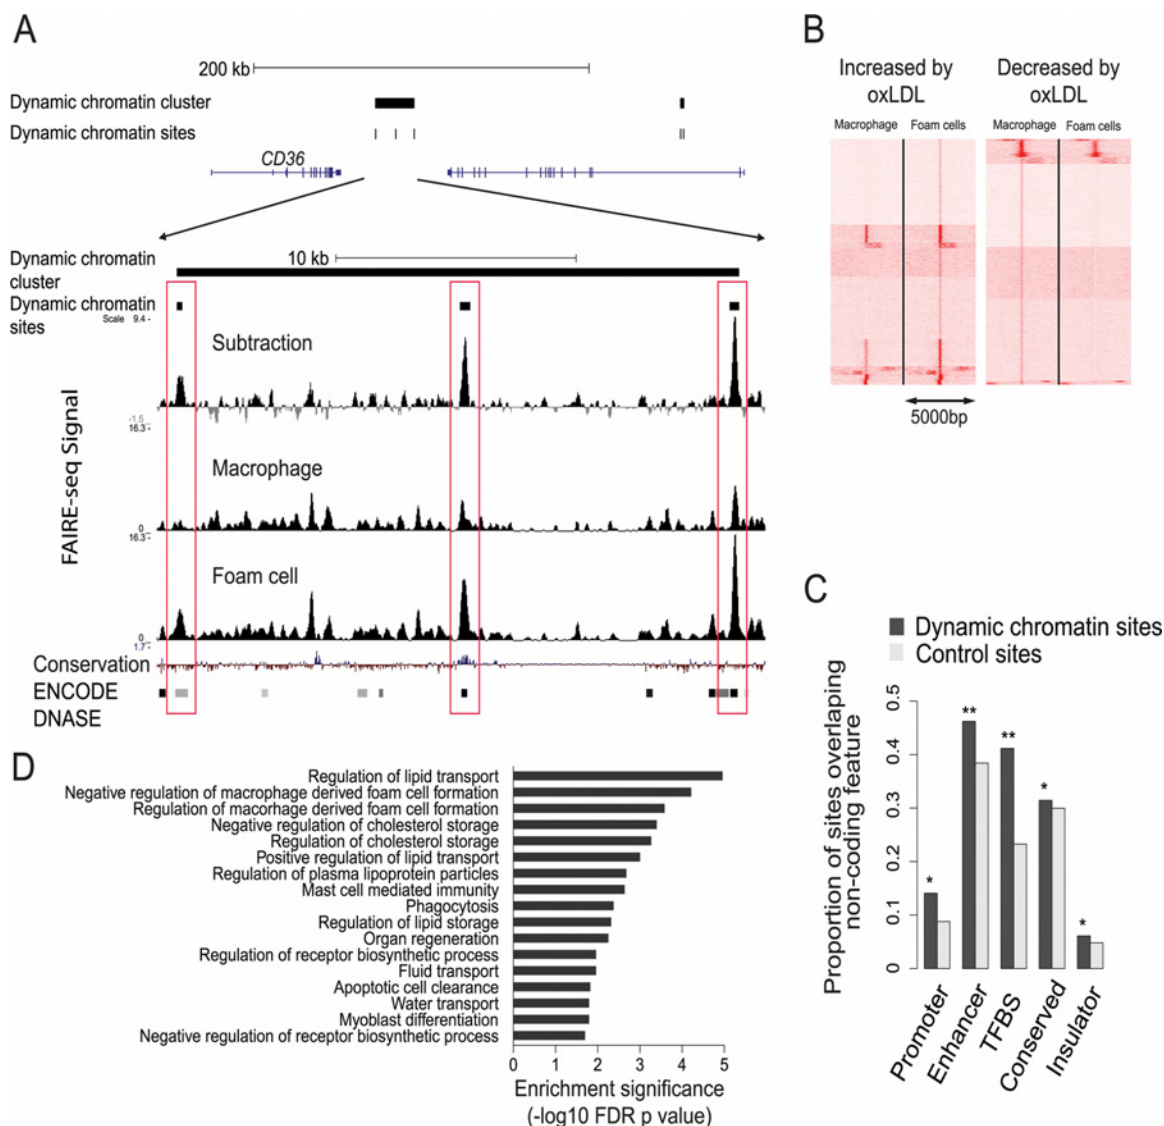 A
200 kb
Dynamic chromatin cluster
Dynamic chromatin sites
CD36
Dynamic chromatin
cluster
10 kb
Dynamic chromatin
sites
Scale 9.4 -
Subtraction
-1.5
16.3 -
Macrophage
0
16.3 -
Foam cell
0
1.7
FAIRE-seq Signal
Conservation
ENCODE
DNASE
B
Increased by
oxLDL
Decreased by
oxLDL
Macrophage
Foam cells
Macrophage
Foam cells
5000bp
C
Dynamic chromatin sites
Control sites
Proportion of sites overlaping
non-coding feature
0.5
0.4
0.3
0.2
0.1
0
*
**
**
*
*
Promoter
Enhancer
TFBS
Conserved
Insulator
D
Regulation of lipid transport
Negative regulation of macrophage derived foam cell formation
Regulation of macorhage derived foam cell formation
Negative regulation of cholesterol storage
Regulation of cholesterol storage
Positive regulation of lipid transport
Regulation of plasma lipoprotein particles
Mast cell mediated immunity
Phagocytosis
Regulation of lipid storage
Organ regeneration
Regulation of receptor biosynthetic process
Fluid transport
Apoptotic cell clearance
Water transport
Myoblast differentiation
Negative regulation of receptor biosynthetic process
0 1 2 3 4 5
Enrichment significance
(-log10 FDR p value)